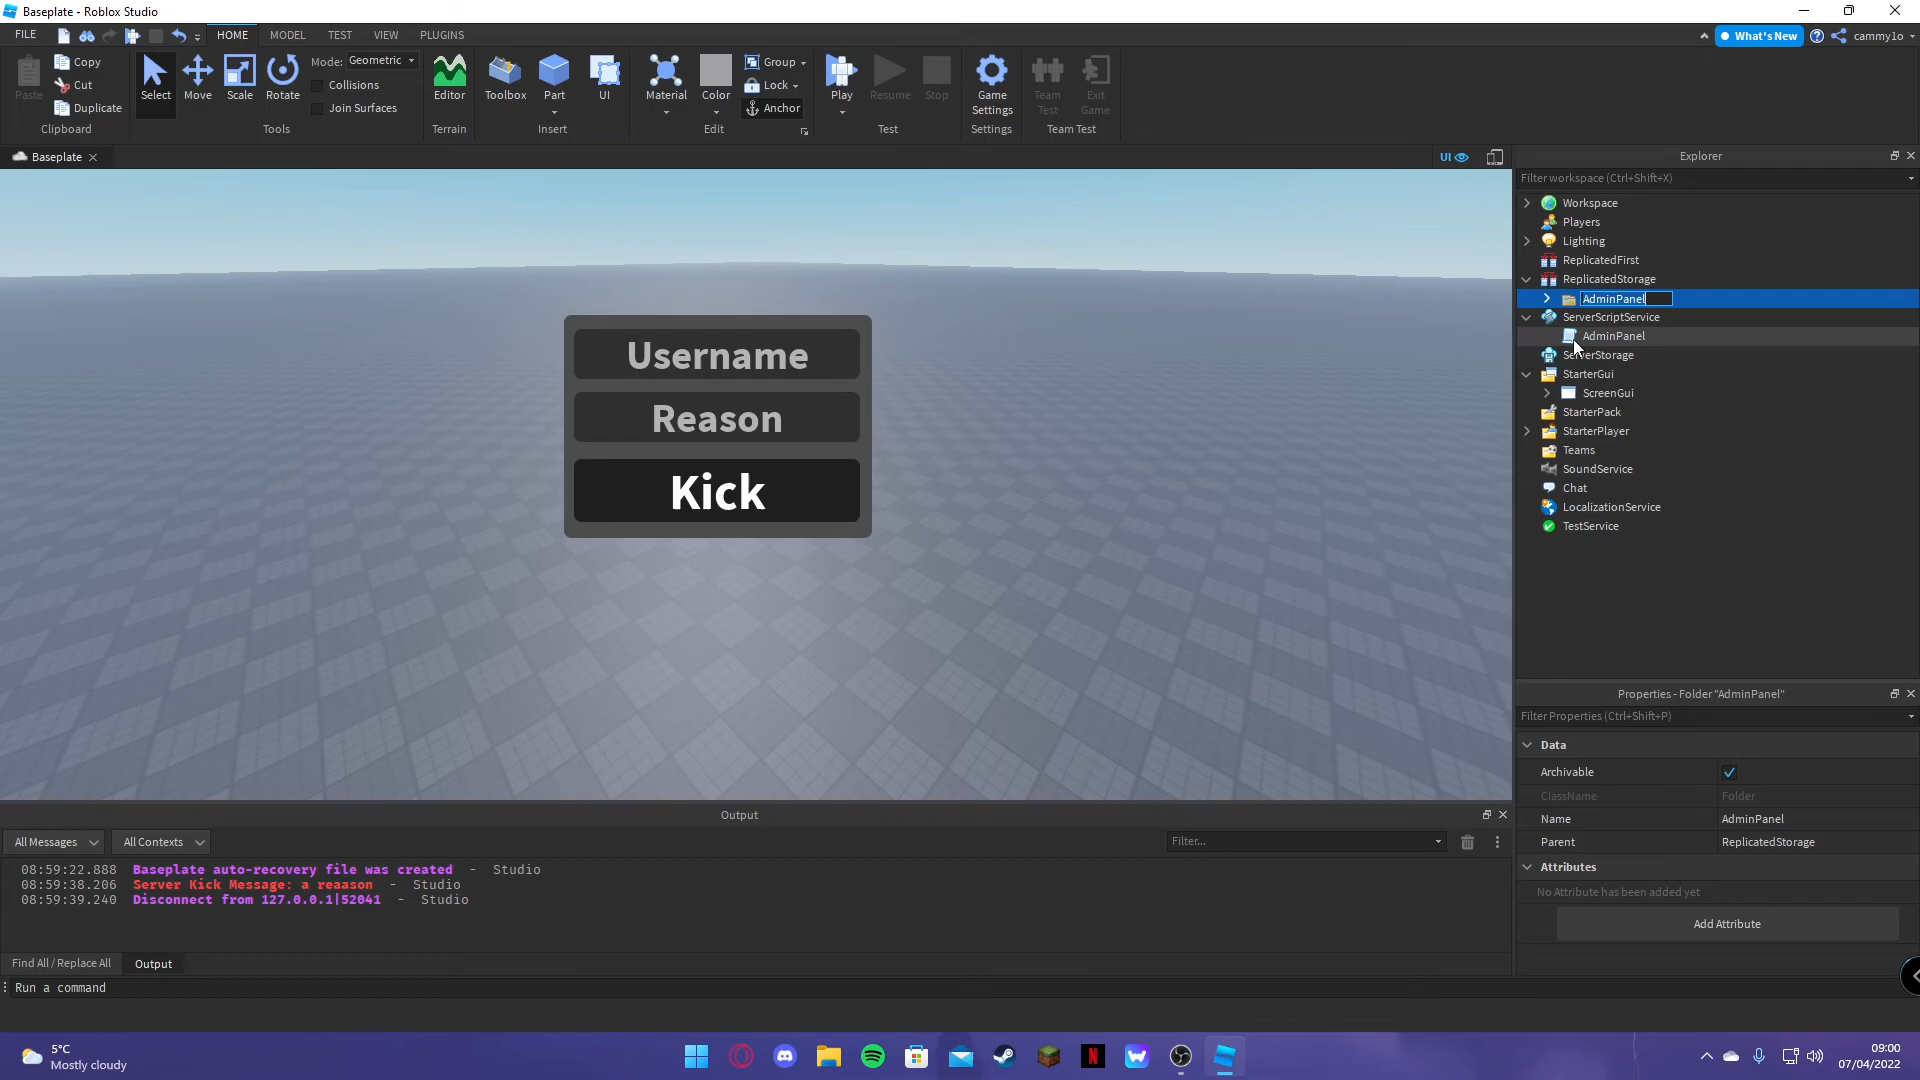 Baseplate - Roblox Studio
FILE HOME MODEL TEST VIEW PLUGINS What's New cammy1o
Paste Copy Cut Duplicate Clipboard
Select Move Scale Rotate Mode: Geometric Collisions Join Surfaces Tools
Editor Terrain
Toolbox Part UI Insert
Material Color Group Lock Anchor Edit
Play Resume Stop Test
Game Settings Settings
Team Test Exit Game Team Test
Baseplate
UI
Username
Reason
Kick
Explorer
Filter workspace (Ctrl+Shift+X)
Workspace
Players
Lighting
ReplicatedFirst
ReplicatedStorage
AdminPanel
ServerScriptService
AdminPanel
ServerStorage
StarterGui
ScreenGui
StarterPack
StarterPlayer
Teams
SoundService
Chat
LocalizationService
TestService
Properties - Folder "AdminPanel"
Filter Properties (Ctrl+Shift+P)
Data
Archivable
ClassName Folder
Name AdminPanel
Parent ReplicatedStorage
Attributes
No Attribute has been added yet
Add Attribute
Output
All Messages All Contexts Filter...
08:59:22.888 Baseplate auto-recovery file was created - Studio
08:59:38.206 Server Kick Message: a reaason - Studio
08:59:39.240 Disconnect from 127.0.0.1|52041 - Studio
Find All / Replace All Output
Run a command
5°C
Mostly cloudy
09:00
07/04/2022